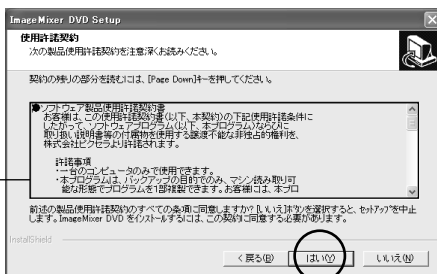 ImageMixer DVD Setup
使用許諾契約
次の製品使用許諾契約を注意深くお読みください。
契約の残りの部分を読むには、[Page Down]キーを押してください。
●ソフトウェア製品使用許諾契約書
お客様は、この使用許諾契約書(以下、本契約)の下記使用許諾条件に
したがって、ソフトウェアプログラム(以下、本プログラム)ならびに
取り扱い説明書等の付属物を使用する譲渡不能な非独占的権利を、
株式会社ピクセラより許諾されます。
許諾事項
・一台のコンピュータのみで使用できます。
・本プログラムは、バックアップの目的でのみ、マシン読み取り可
能な形態でプログラムを1部複製できます。お客様には、本プロ
前述の製品使用許諾契約のすべての条項に同意しますか? [いいえ]ボタンを選択すると、セットアップを中止
します。ImageMixer DVD をインストールするには、この契約に同意する必要があります。
InstallShield
< 戻る(B)
はい(Y)
いいえ(N)